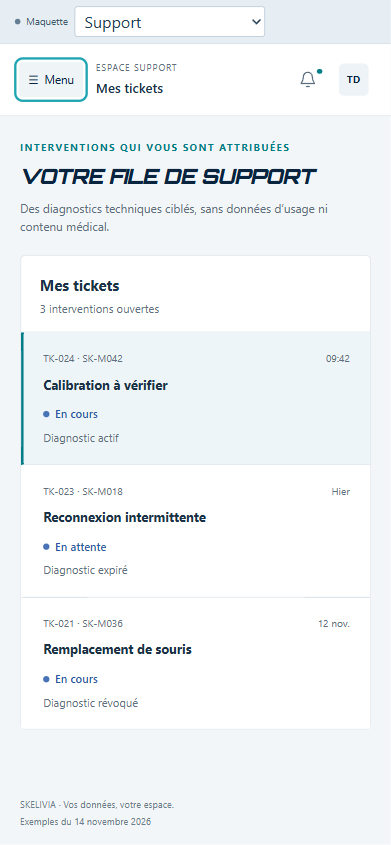 Maquette
Support
☰ Menu
ESPACE SUPPORT
Mes tickets
TD
INTERVENTIONS QUI VOUS SONT ATTRIBUÉES
VOTRE FILE DE SUPPORT
Des diagnostics techniques ciblés, sans données d'usage ni
contenu médical.
Mes tickets
3 interventions ouvertes
TK-024 · SK-M042 09:42
Calibration à vérifier
En cours
Diagnostic actif
TK-023 · SK-M018 Hier
Reconnexion intermittente
En attente
Diagnostic expiré
TK-021 · SK-M036 12 nov.
Remplacement de souris
En cours
Diagnostic révoqué
SKELIVIA · Vos données, votre espace.
Exemples du 14 novembre 2026